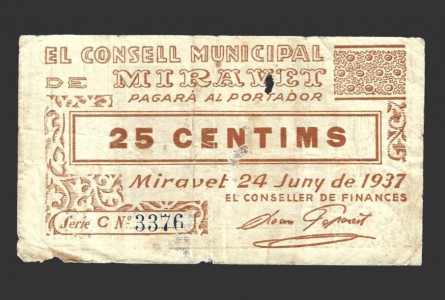 EL CONSELL MUNICIPAL
DE MIRAVET
PAGARÀ AL PORTADOR
25 CENTIMS
Miravet 24 Juny de 1937
EL CONSELLER DE FINANCES
Serie C Nº 3376